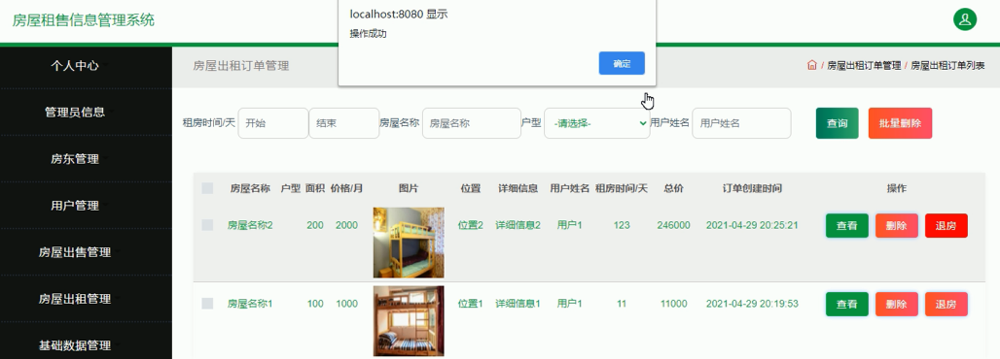 房屋租售信息管理系统
localhost:8080 显示
操作成功
确定
个人中心
管理员信息
房东管理
用户管理
房屋出售管理
房屋出租管理
基础数据管理
房屋出租订单管理
/ 房屋出租订单管理 / 房屋出租订单列表
租房时间/天 开始 结束 房屋名称 房屋名称 户型 -请选择- 用户姓名 用户姓名 查询 批量删除
房屋名称 户型 面积 价格/月 图片 位置 详细信息 用户姓名 租房时间/天 总价 订单创建时间 操作
房屋名称2 200 2000 位置2 详细信息2 用户1 123 246000 2021-04-29 20:25:21 查看 删除 退房
房屋名称1 100 1000 位置1 详细信息1 用户1 11 11000 2021-04-29 20:19:53 查看 删除 退房